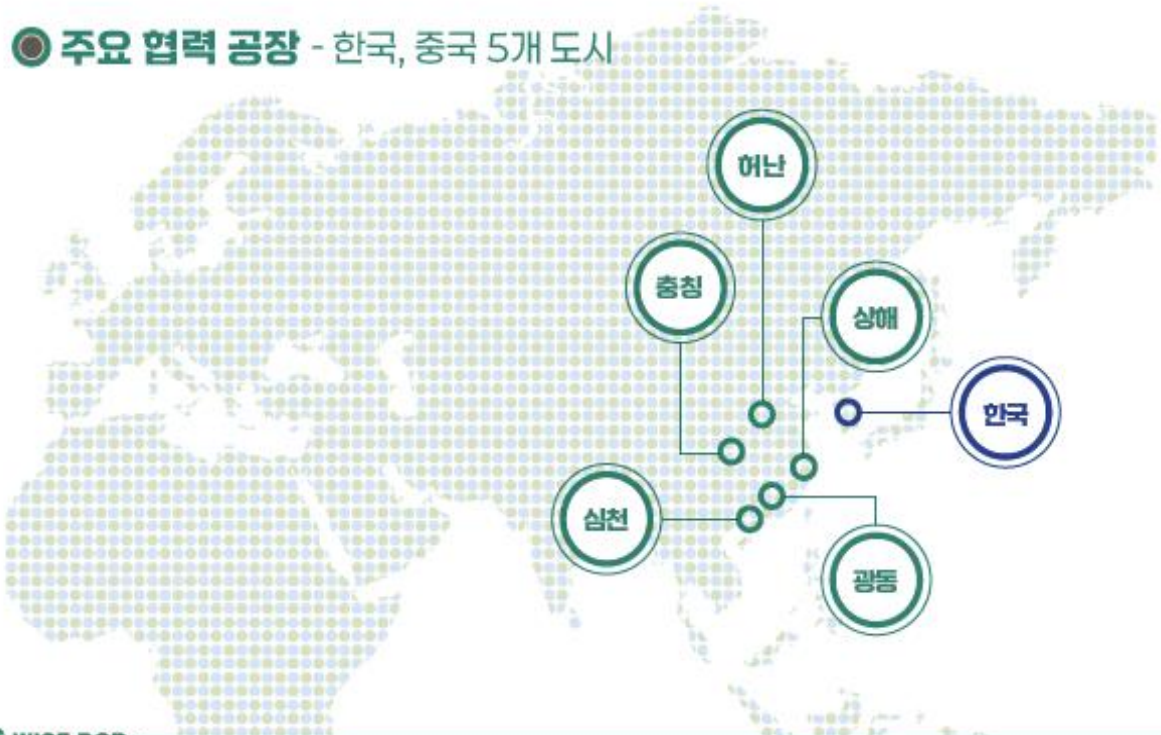 주요 협력 공장 - 한국, 중국 5개 도시
허난
충칭
상해
한국
심천
광동